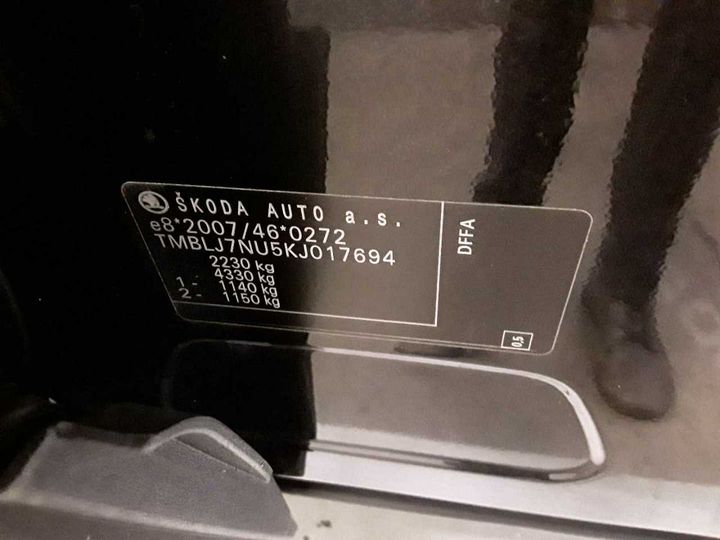 ŠKODA AUTO a.s.
e8*2007/46*0272
TMBLJ7NU5KJ017694
2230 kg
4330 kg
1- 1140 kg
2- 1150 kg
DFFA
0,5